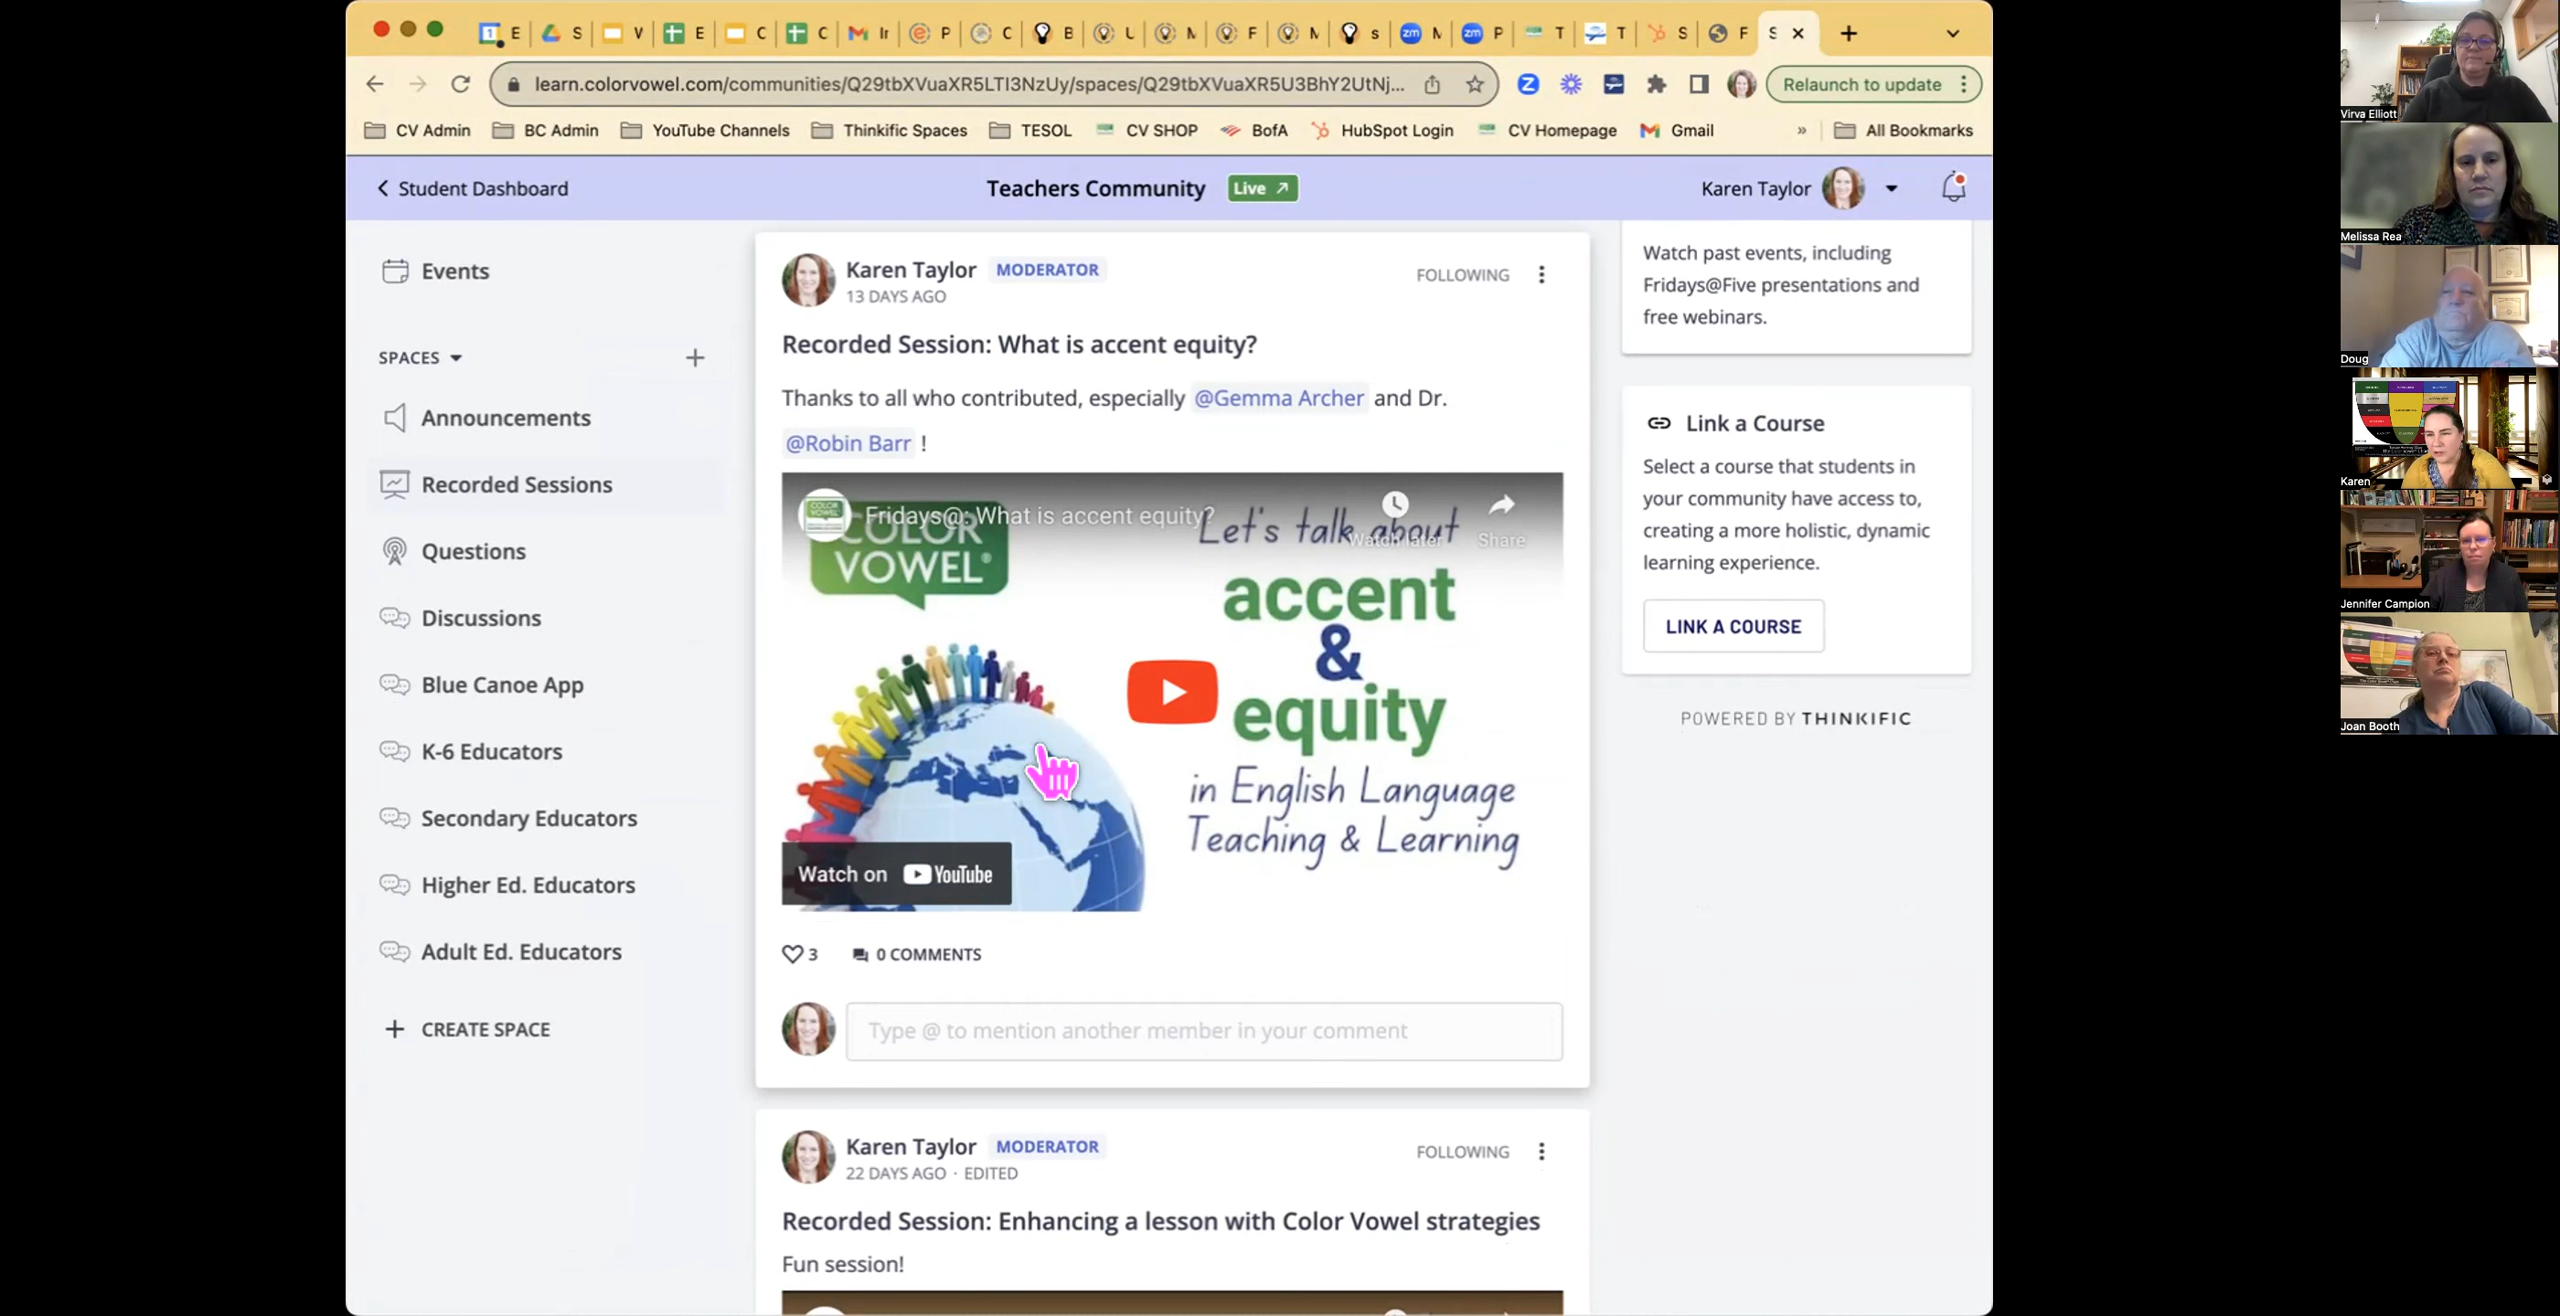 1 E
S
V
E
C
C
Ir
P
C
B
U
M
F
M
s
zm M
zm P
T
T
S
F
S
learn.colorvowel.com/communities/Q29tbXVuaXR5LTI3NzUy/spaces/Q29tbXVuaXR5U3BhY2UtNj...
Relaunch to update
CV Admin
BC Admin
YouTube Channels
Thinkific Spaces
TESOL
CV SHOP
BofA
HubSpot Login
CV Homepage
Gmail
»
All Bookmarks
Student Dashboard
Teachers Community
Live
Karen Taylor
Events
SPACES
Announcements
Recorded Sessions
Questions
Discussions
Blue Canoe App
K-6 Educators
Secondary Educators
Higher Ed. Educators
Adult Ed. Educators
CREATE SPACE
Karen Taylor MODERATOR
13 DAYS AGO
FOLLOWING
Recorded Session: What is accent equity?
Thanks to all who contributed, especially @Gemma Archer and Dr.
@Robin Barr !
Fridays@: What is accent equity?
Watch later
Share
COLOR
VOWEL®
Let's talk about
accent
&
equity
in English Language
Teaching & Learning
Watch on YouTube
3
0 COMMENTS
Type @ to mention another member in your comment
Karen Taylor MODERATOR
22 DAYS AGO · EDITED
FOLLOWING
Recorded Session: Enhancing a lesson with Color Vowel strategies
Fun session!
Watch past events, including
Fridays@Five presentations and
free webinars.
Link a Course
Select a course that students in
your community have access to,
creating a more holistic, dynamic
learning experience.
LINK A COURSE
POWERED BY THINKIFIC
Virva Elliott
Melissa Rea
Doug
Karen
Jennifer Campion
Joan Booth